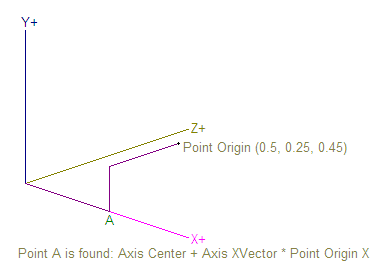 Y+
Z+
Point Origin (0.5, 0.25, 0.45)
A
X+
Point A is found: Axis Center + Axis XVector * Point Origin X